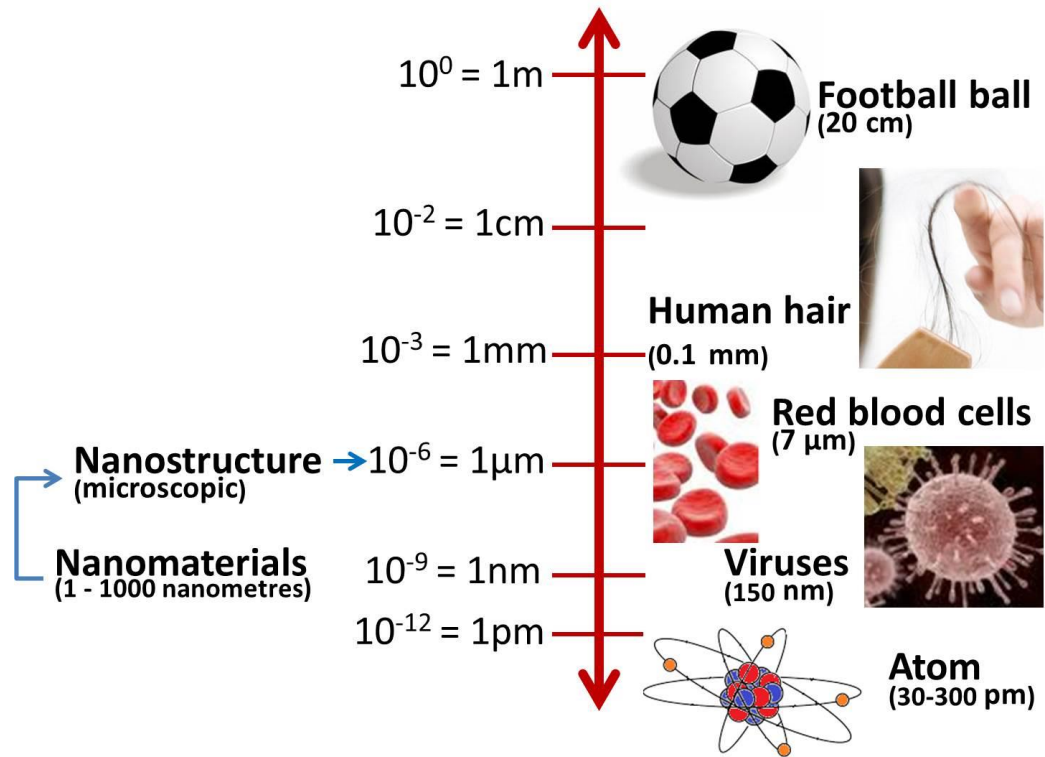 10⁰ = 1m
Football ball
(20 cm)
10⁻² = 1cm
Human hair
(0.1 mm)
10⁻³ = 1mm
Red blood cells
(7 µm)
Nanostructure
(microscopic)
10⁻⁶ = 1µm
Nanomaterials
(1 - 1000 nanometres)
10⁻⁹ = 1nm
Viruses
(150 nm)
10⁻¹² = 1pm
Atom
(30-300 pm)